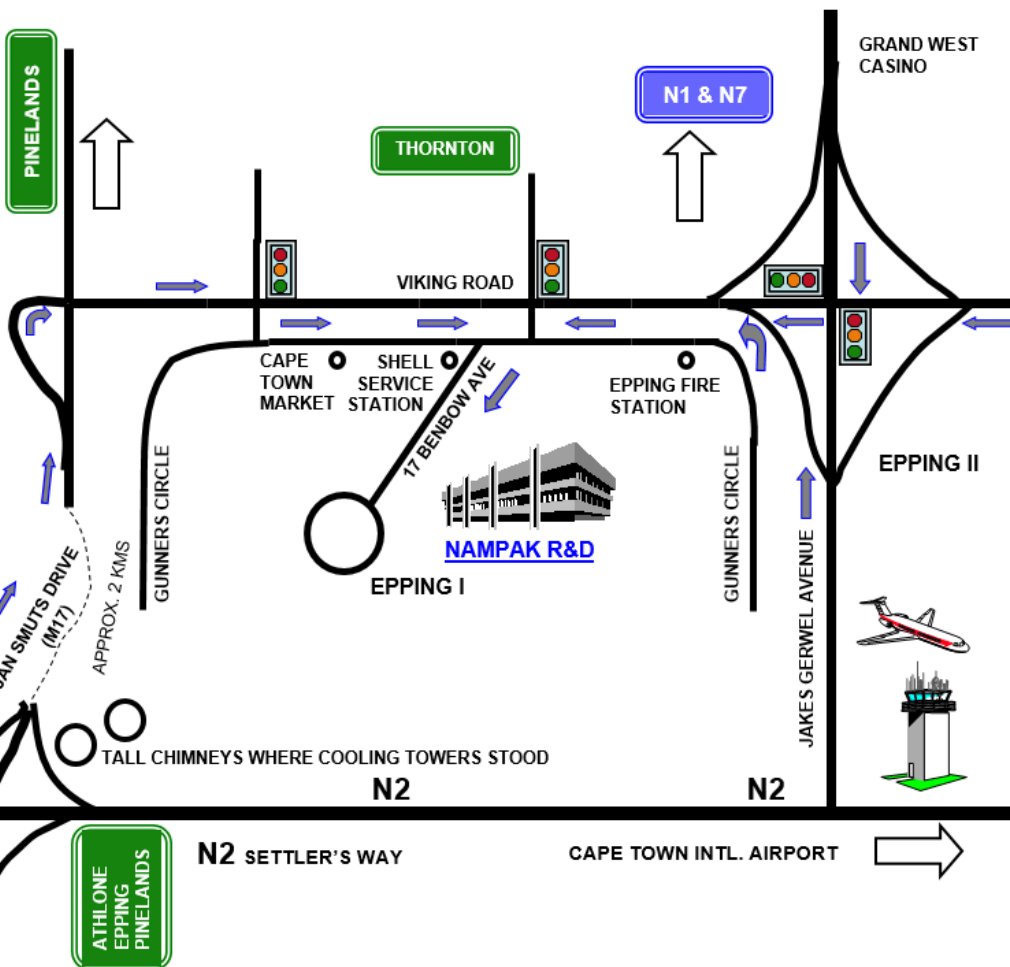 GRAND WEST
CASINO
PINELANDS
N1 & N7
THORNTON
VIKING ROAD
CAPE
TOWN
MARKET
SHELL
SERVICE
STATION
17 BENBOW AVE
EPPING FIRE
STATION
GUNNERS CIRCLE
GUNNERS CIRCLE
EPPING II
NAMPAK R&D
EPPING I
JAN SMUTS DRIVE
(M17)
APPROX. 2 KMS
JAKES GERWEL AVENUE
TALL CHIMNEYS WHERE COOLING TOWERS STOOD
N2
N2
N2 SETTLER'S WAY
CAPE TOWN INTL. AIRPORT
ATHLONE
EPPING
PINELANDS